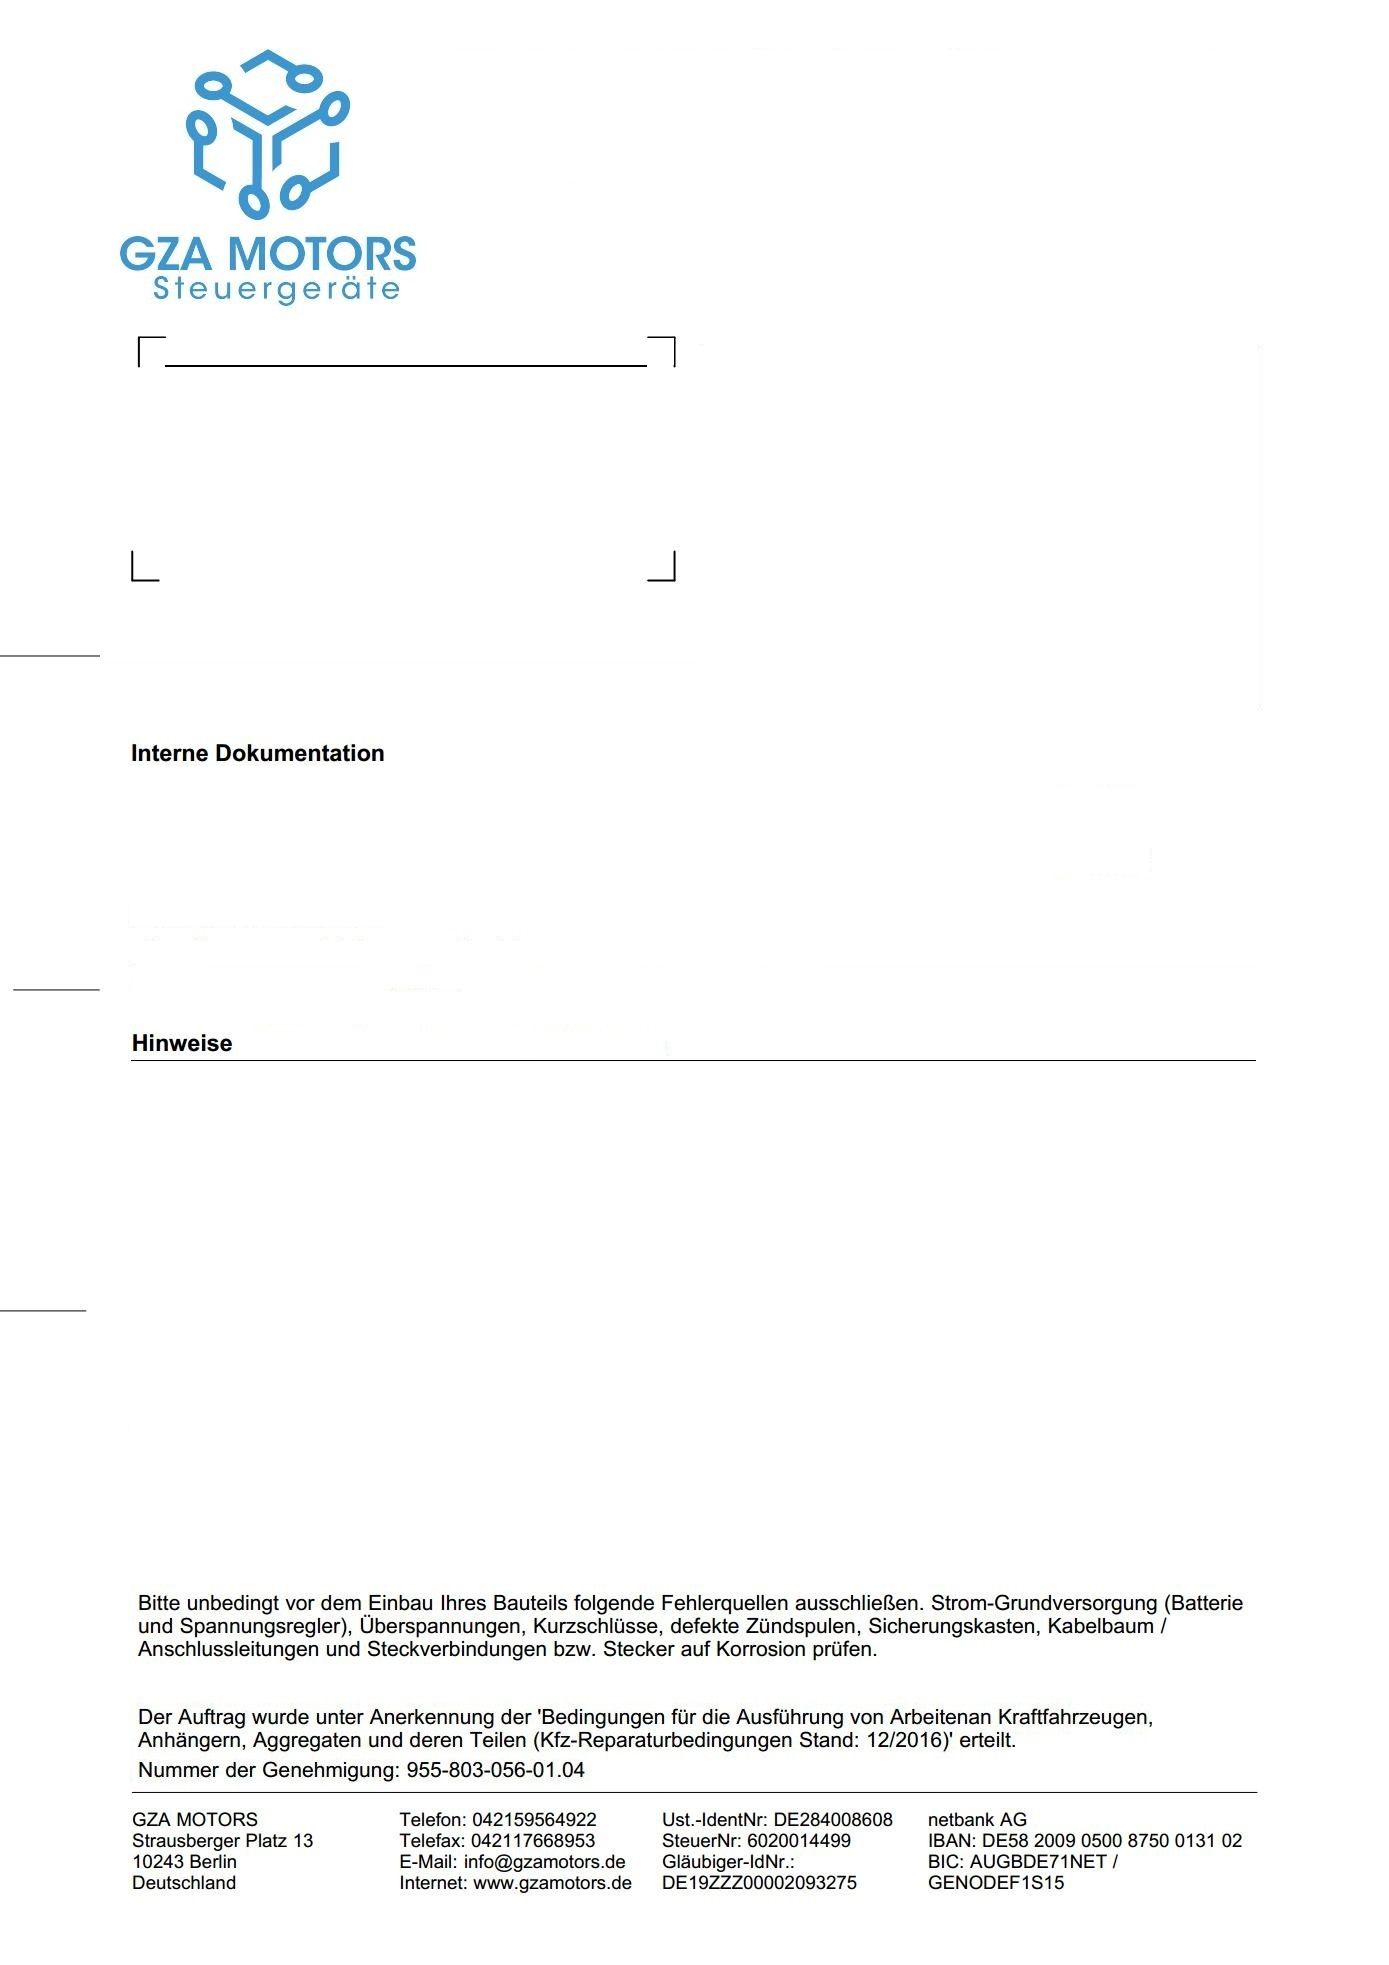 GZA MOTORS
Steuergeräte
Interne Dokumentation
Hinweise
Bitte unbedingt vor dem Einbau Ihres Bauteils folgende Fehlerquellen ausschließen. Strom-Grundversorgung (Batterie
und Spannungsregler), Überspannungen, Kurzschlüsse, defekte Zündspulen, Sicherungskasten, Kabelbaum /
Anschlussleitungen und Steckverbindungen bzw. Stecker auf Korrosion prüfen.
Der Auftrag wurde unter Anerkennung der 'Bedingungen für die Ausführung von Arbeitenan Kraftfahrzeugen,
Anhängern, Aggregaten und deren Teilen (Kfz-Reparaturbedingungen Stand: 12/2016)' erteilt.
Nummer der Genehmigung: 955-803-056-01.04
GZA MOTORS
Strausberger Platz 13
10243 Berlin
Deutschland
Telefon: 042159564922
Telefax: 042117668953
E-Mail: info@gzamotors.de
Internet: www.gzamotors.de
Ust.-IdentNr: DE284008608
SteuerNr: 6020014499
Gläubiger-IdNr.:
DE19ZZZ00002093275
netbank AG
IBAN: DE58 2009 0500 8750 0131 02
BIC: AUGBDE71NET /
GENODEF1S15